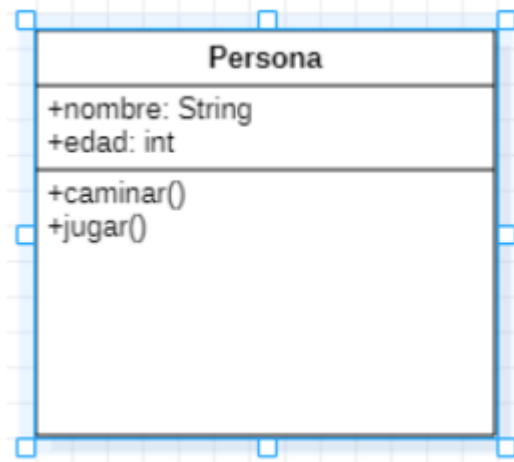 Persona
+nombre: String
+edad: int
+caminar()
+jugar()